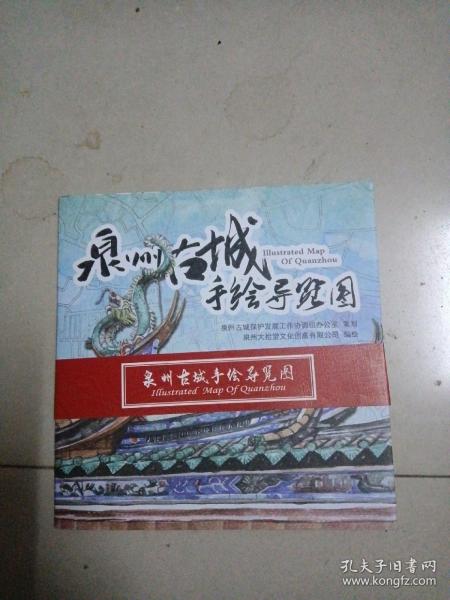 泉州古城
Illustrated Map
Of Quanzhou
手绘导览图
泉州古城保护发展工作协调组办公室 策划
泉州大拾堂文化创意有限公司 编绘
泉州古城手绘导览图
Illustrated Map Of Quanzhou
孔夫子旧书网
www.kongfz.com